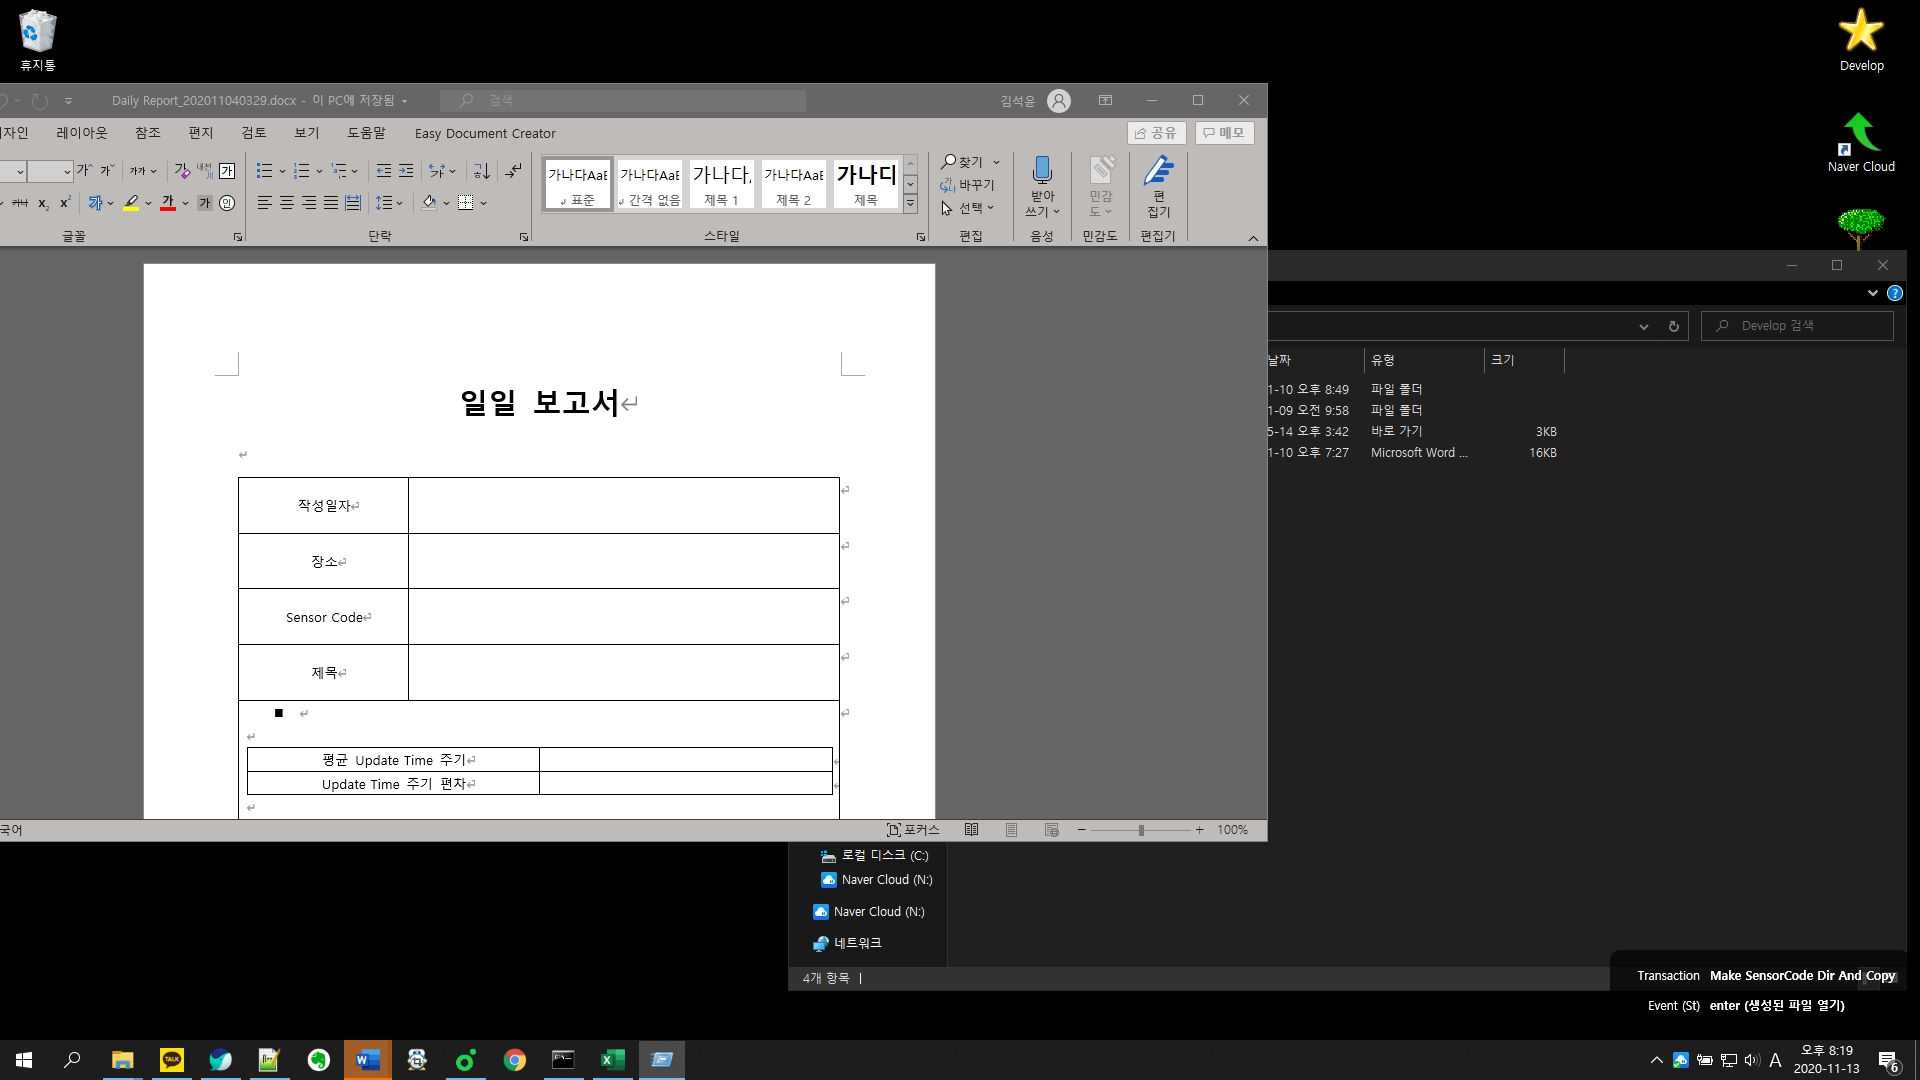 휴지통
Develop
Naver Cloud
Daily Report_202011040329.docx - 이 PC에 저장됨
검색
김석윤
자인 레이아웃 참조 편지 검토 보기 도움말 Easy Document Creator
공유 메모
가나다AaB 가나다AaB 가나다, 가나다AaB 가나다
표준 간격 없음 제목 1 제목 2 제목
찾기
바꾸기
선택
받아
쓰기
민감
도
편
집기
글꼴 단락 스타일 편집 음성 민감도 편집기
일일 보고서
작성일자
장소
Sensor Code
제목
평균 Update Time 주기
Update Time 주기 편차
국어
포커스
100%
Develop 검색
날짜 유형 크기
1-10 오후 8:49 파일 폴더
1-09 오전 9:58 파일 폴더
5-14 오후 3:42 바로 가기 3KB
1-10 오후 7:27 Microsoft Word ... 16KB
로컬 디스크 (C:)
Naver Cloud (N:)
Naver Cloud (N:)
네트워크
4개 항목
Transaction Make SensorCode Dir And Copy
Event (St) enter (생성된 파일 열기)
TALK
A
오후 8:19
2020-11-13
6